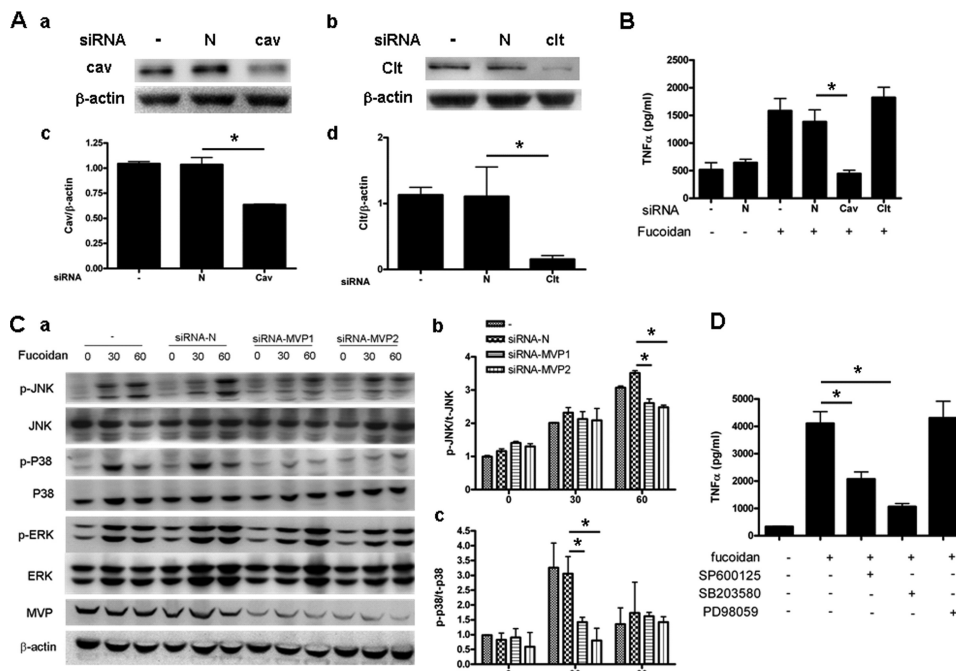 A a
siRNA - N cav
cav
β-actin
b
siRNA - N clt
Clt
β-actin
c
*
1.25
1.00
0.75
0.50
0.25
0.00
Cav/β-actin
siRNA - N Cav
d
*
2
1
0
Clt/β-actin
siRNA - N Clt
B
*
2500
2000
1500
1000
500
0
TNFα (pg/ml)
siRNA - N - N Cav Clt
Fucoidan - - + + + +
C a
- siRNA-N siRNA-MVP1 siRNA-MVP2
Fucoidan 0 30 60 0 30 60 0 30 60 0 30 60
p-JNK
JNK
p-P38
P38
p-ERK
ERK
MVP
β-actin
b
-
siRNA-N
siRNA-MVP1
siRNA-MVP2
*
*
4
3
2
1
0
p-JNK/t-JNK
0 30 60
c
*
*
4.5
4.0
3.5
3.0
2.5
2.0
1.5
1.0
0.5
0.0
p-p38/t-p38
D
*
*
6000
5000
4000
3000
2000
1000
0
TNFα (pg/ml)
fucoidan - + + + +
SP600125 - - + - -
SB203580 - - - + -
PD98059 - - - - +